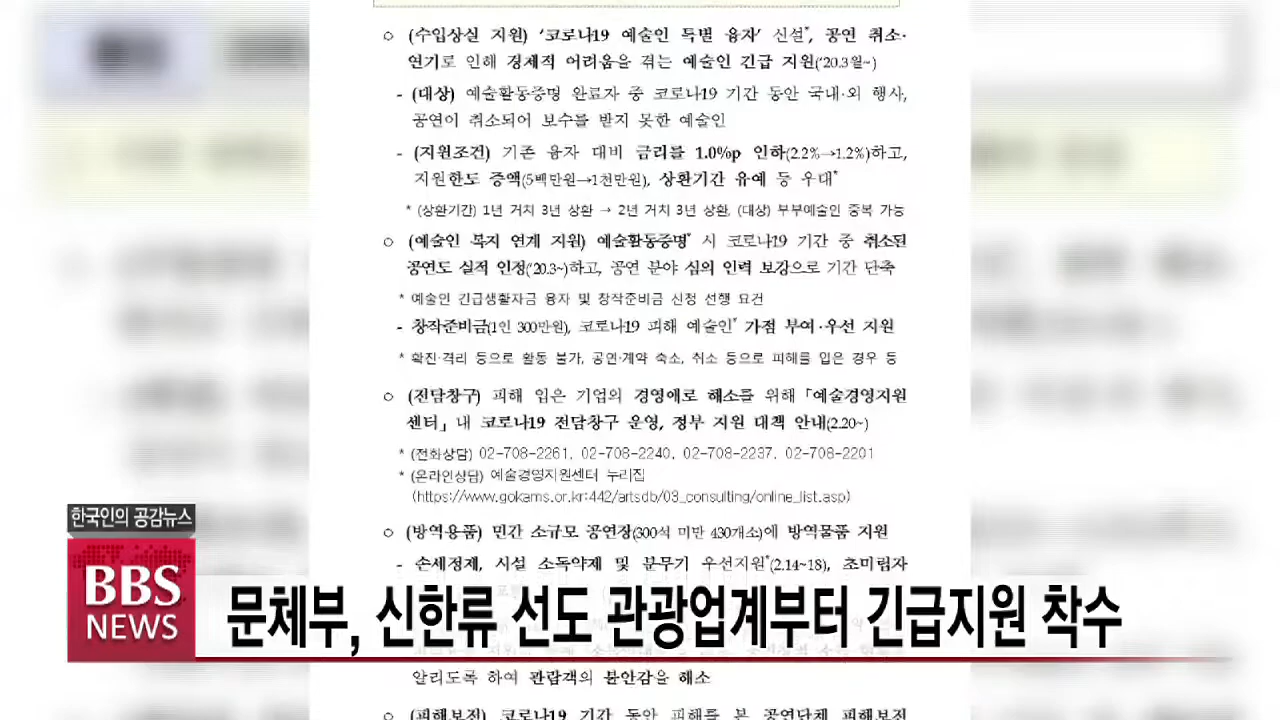 ○ (수입상실 지원) ‘코로나19 예술인 특별 융자’ 신설*, 공연 취소·
연기로 인해 경제적 어려움을 겪는 예술인 긴급 지원(‘20.3월~)
- (대상) 예술활동증명 완료자 중 코로나19 기간 동안 국내·외 행사,
공연이 취소되어 보수를 받지 못한 예술인
- (지원조건) 기존 융자 대비 금리를 1.0%p 인하(2.2%→1.2%)하고,
지원한도 증액(5백만원→1천만원), 상환기간 유예 등 우대*
* (상환기간) 1년 거치 3년 상환 → 2년 거치 3년 상환, (대상) 부부예술인 중복 가능
○ (예술인 복지 연계 지원) 예술활동증명* 시 코로나19 기간 중 취소된
공연도 실적 인정(‘20.3~)하고, 공연 분야 심의 인력 보강으로 기간 단축
* 예술인 긴급생활자금 융자 및 창작준비금 신청 선행 요건
- 창작준비금(1인 300만원), 코로나19 피해 예술인* 가점 부여·우선 지원
* 확진·격리 등으로 활동 불가, 공연·계약 축소, 취소 등으로 피해를 입은 경우 등
○ (전담창구) 피해 입은 기업의 경영애로 해소를 위해 「예술경영지원
센터」 내 코로나19 전담창구 운영, 정부 지원 대책 안내(2.20~)
* (전화상담) 02-708-2261, 02-708-2240, 02-708-2237, 02-708-2201
* (온라인상담) 예술경영지원센터 누리집
(https://www.gokams.or.kr:442/artsdb/03_consulting/online_list.asp)
○ (방역용품) 민간 소규모 공연장(300석 미만 430개소)에 방역물품 지원
- 손세정제, 시설 소독약제 및 분무기 우선지원*(2.14~18), 초미립자
한국인의 공감뉴스
BBS
NEWS
문체부, 신한류 선도 관광업계부터 긴급지원 착수
알리도록 하여 관람객의 불안감을 해소
○ (피해보전) 코로나19 기간 동안 피해를 본 공연단체 피해보전